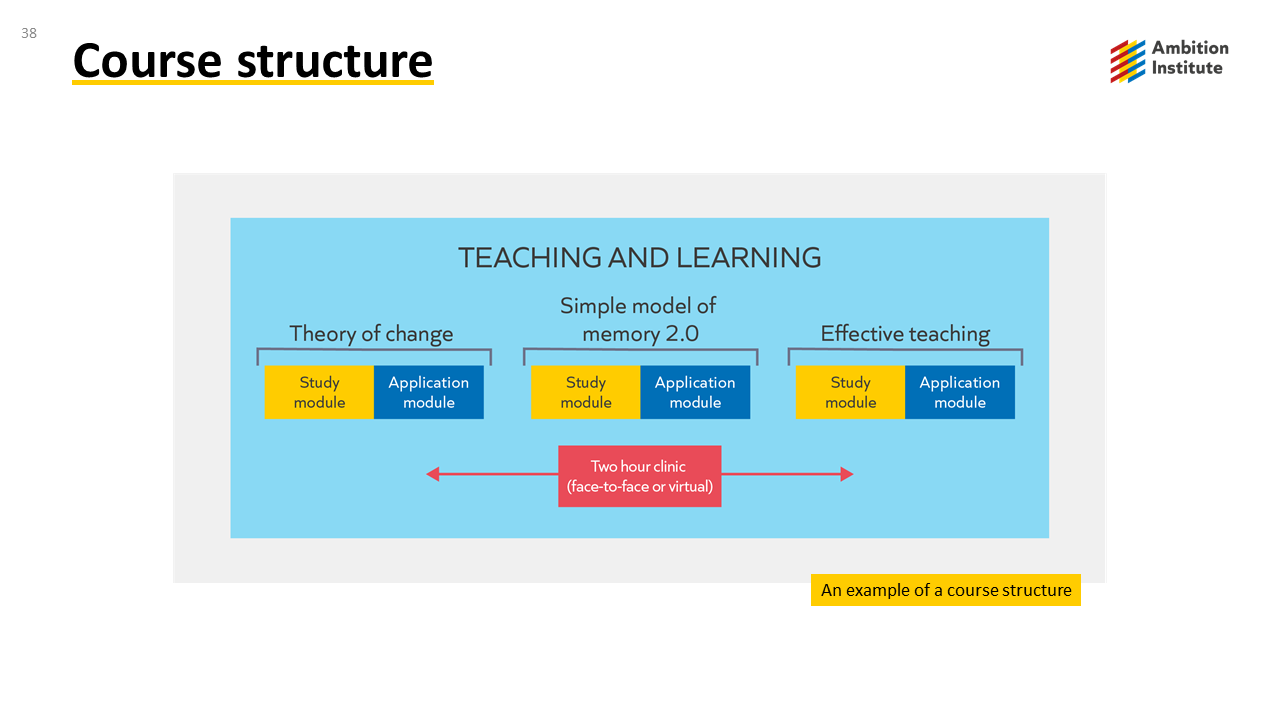 38
Course structure
Ambition
Institute
TEACHING AND LEARNING
Theory of change
Simple model of
memory 2.0
Effective teaching
Study
module
Application
module
Study
module
Application
module
Study
module
Application
module
Two hour clinic
(face-to-face or virtual)
An example of a course structure